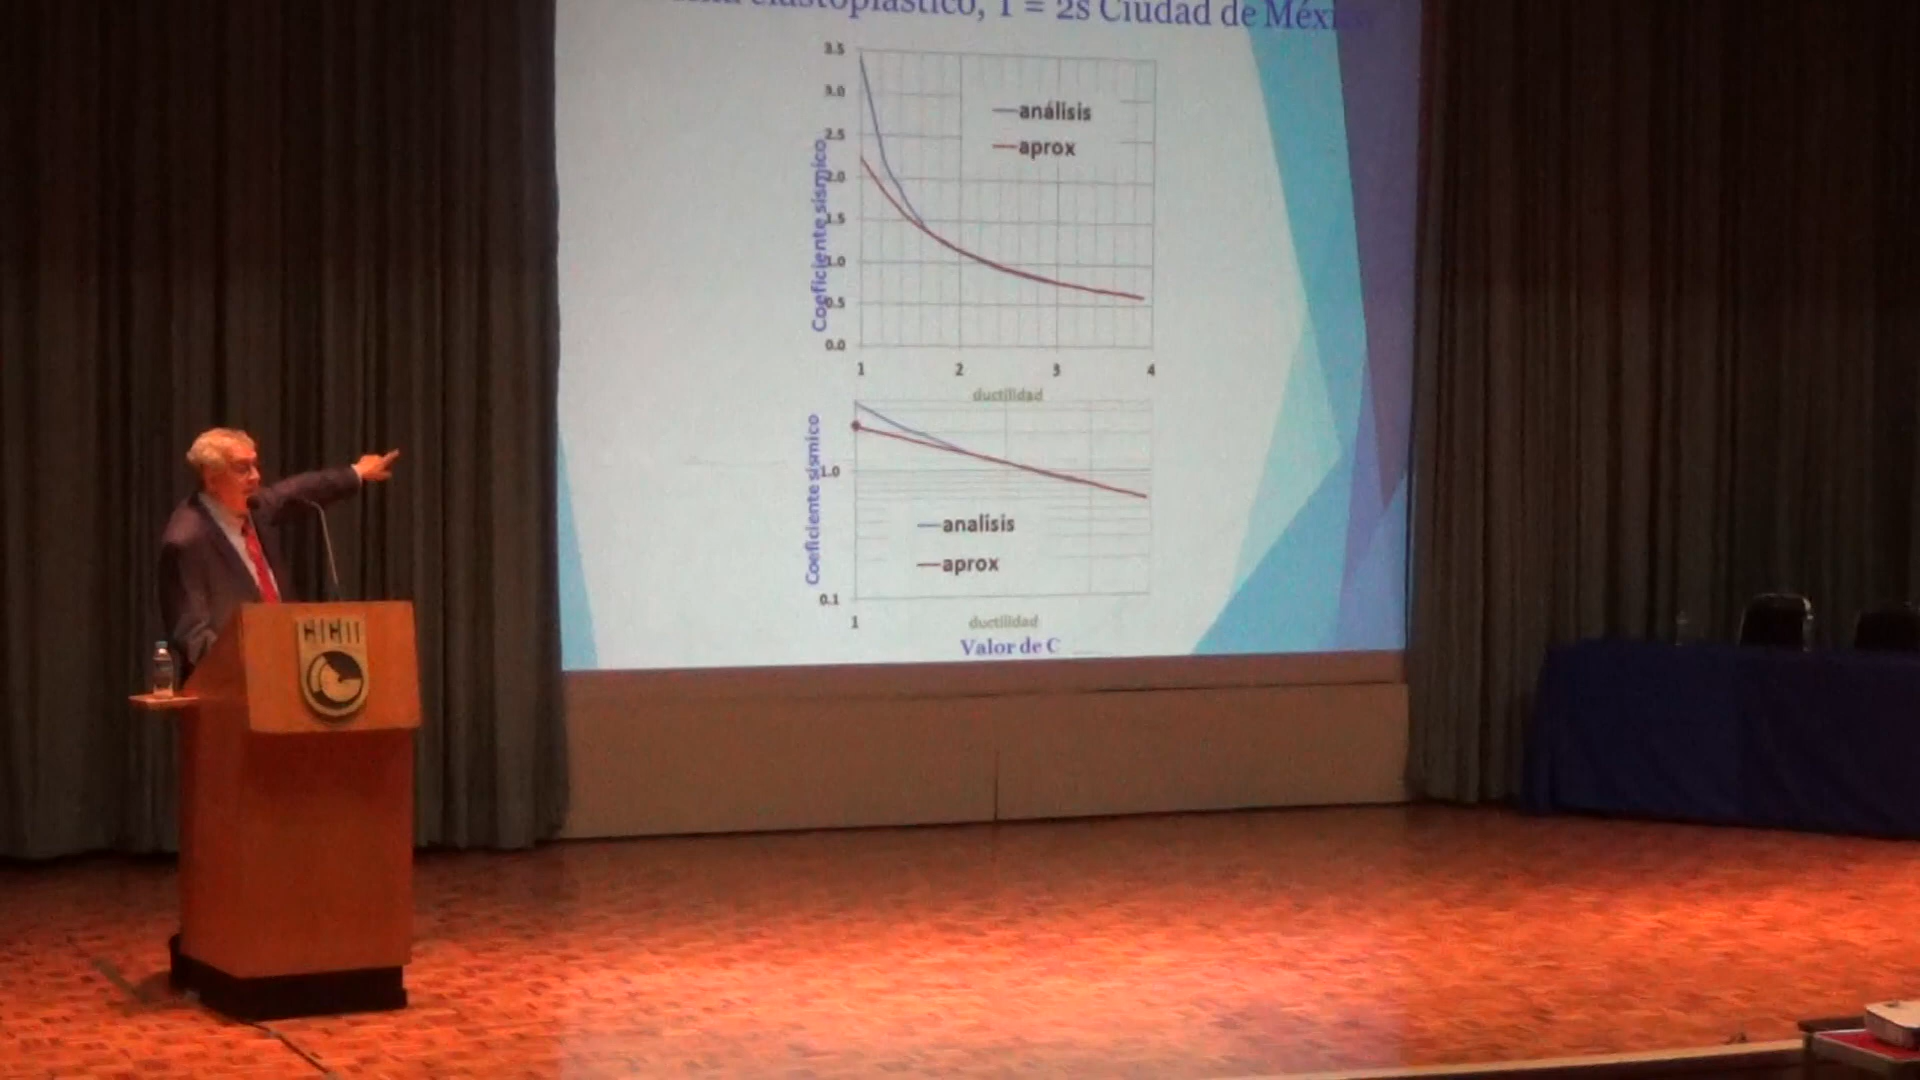 elastoplástico, T = 2s Ciudad de México
3.5
3.0
2.5
2.0
1.5
1.0
0.5
0.0
Coeficiente sísmico
análisis
aprox
1 2 3 4
ductilidad
Coeficiente sísmico
1.0
0.1
analisis
aprox
1
ductilidad
Valor de C